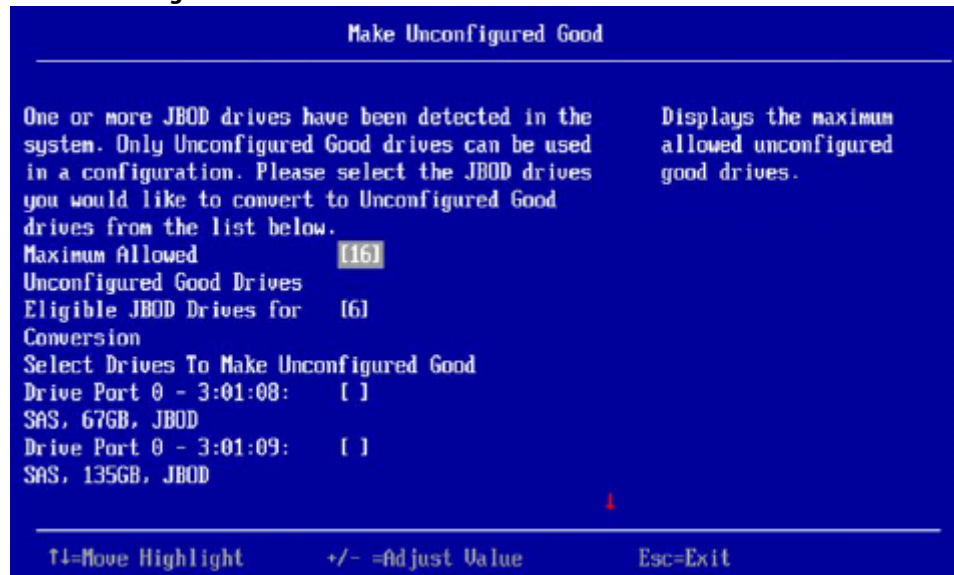 Make Unconfigured Good
One or more JBOD drives have been detected in the
system. Only Unconfigured Good drives can be used
in a configuration. Please select the JBOD drives
you would like to convert to Unconfigured Good
drives from the list below.
Maximum Allowed [16]
Unconfigured Good Drives
Eligible JBOD Drives for [6]
Conversion
Select Drives To Make Unconfigured Good
Drive Port 0 - 3:01:08: [ ]
SAS, 67GB, JBOD
Drive Port 0 - 3:01:09: [ ]
SAS, 135GB, JBOD
Displays the maximum
allowed unconfigured
good drives.
↓
↑↓=Move Highlight +/- =Adjust Value Esc=Exit